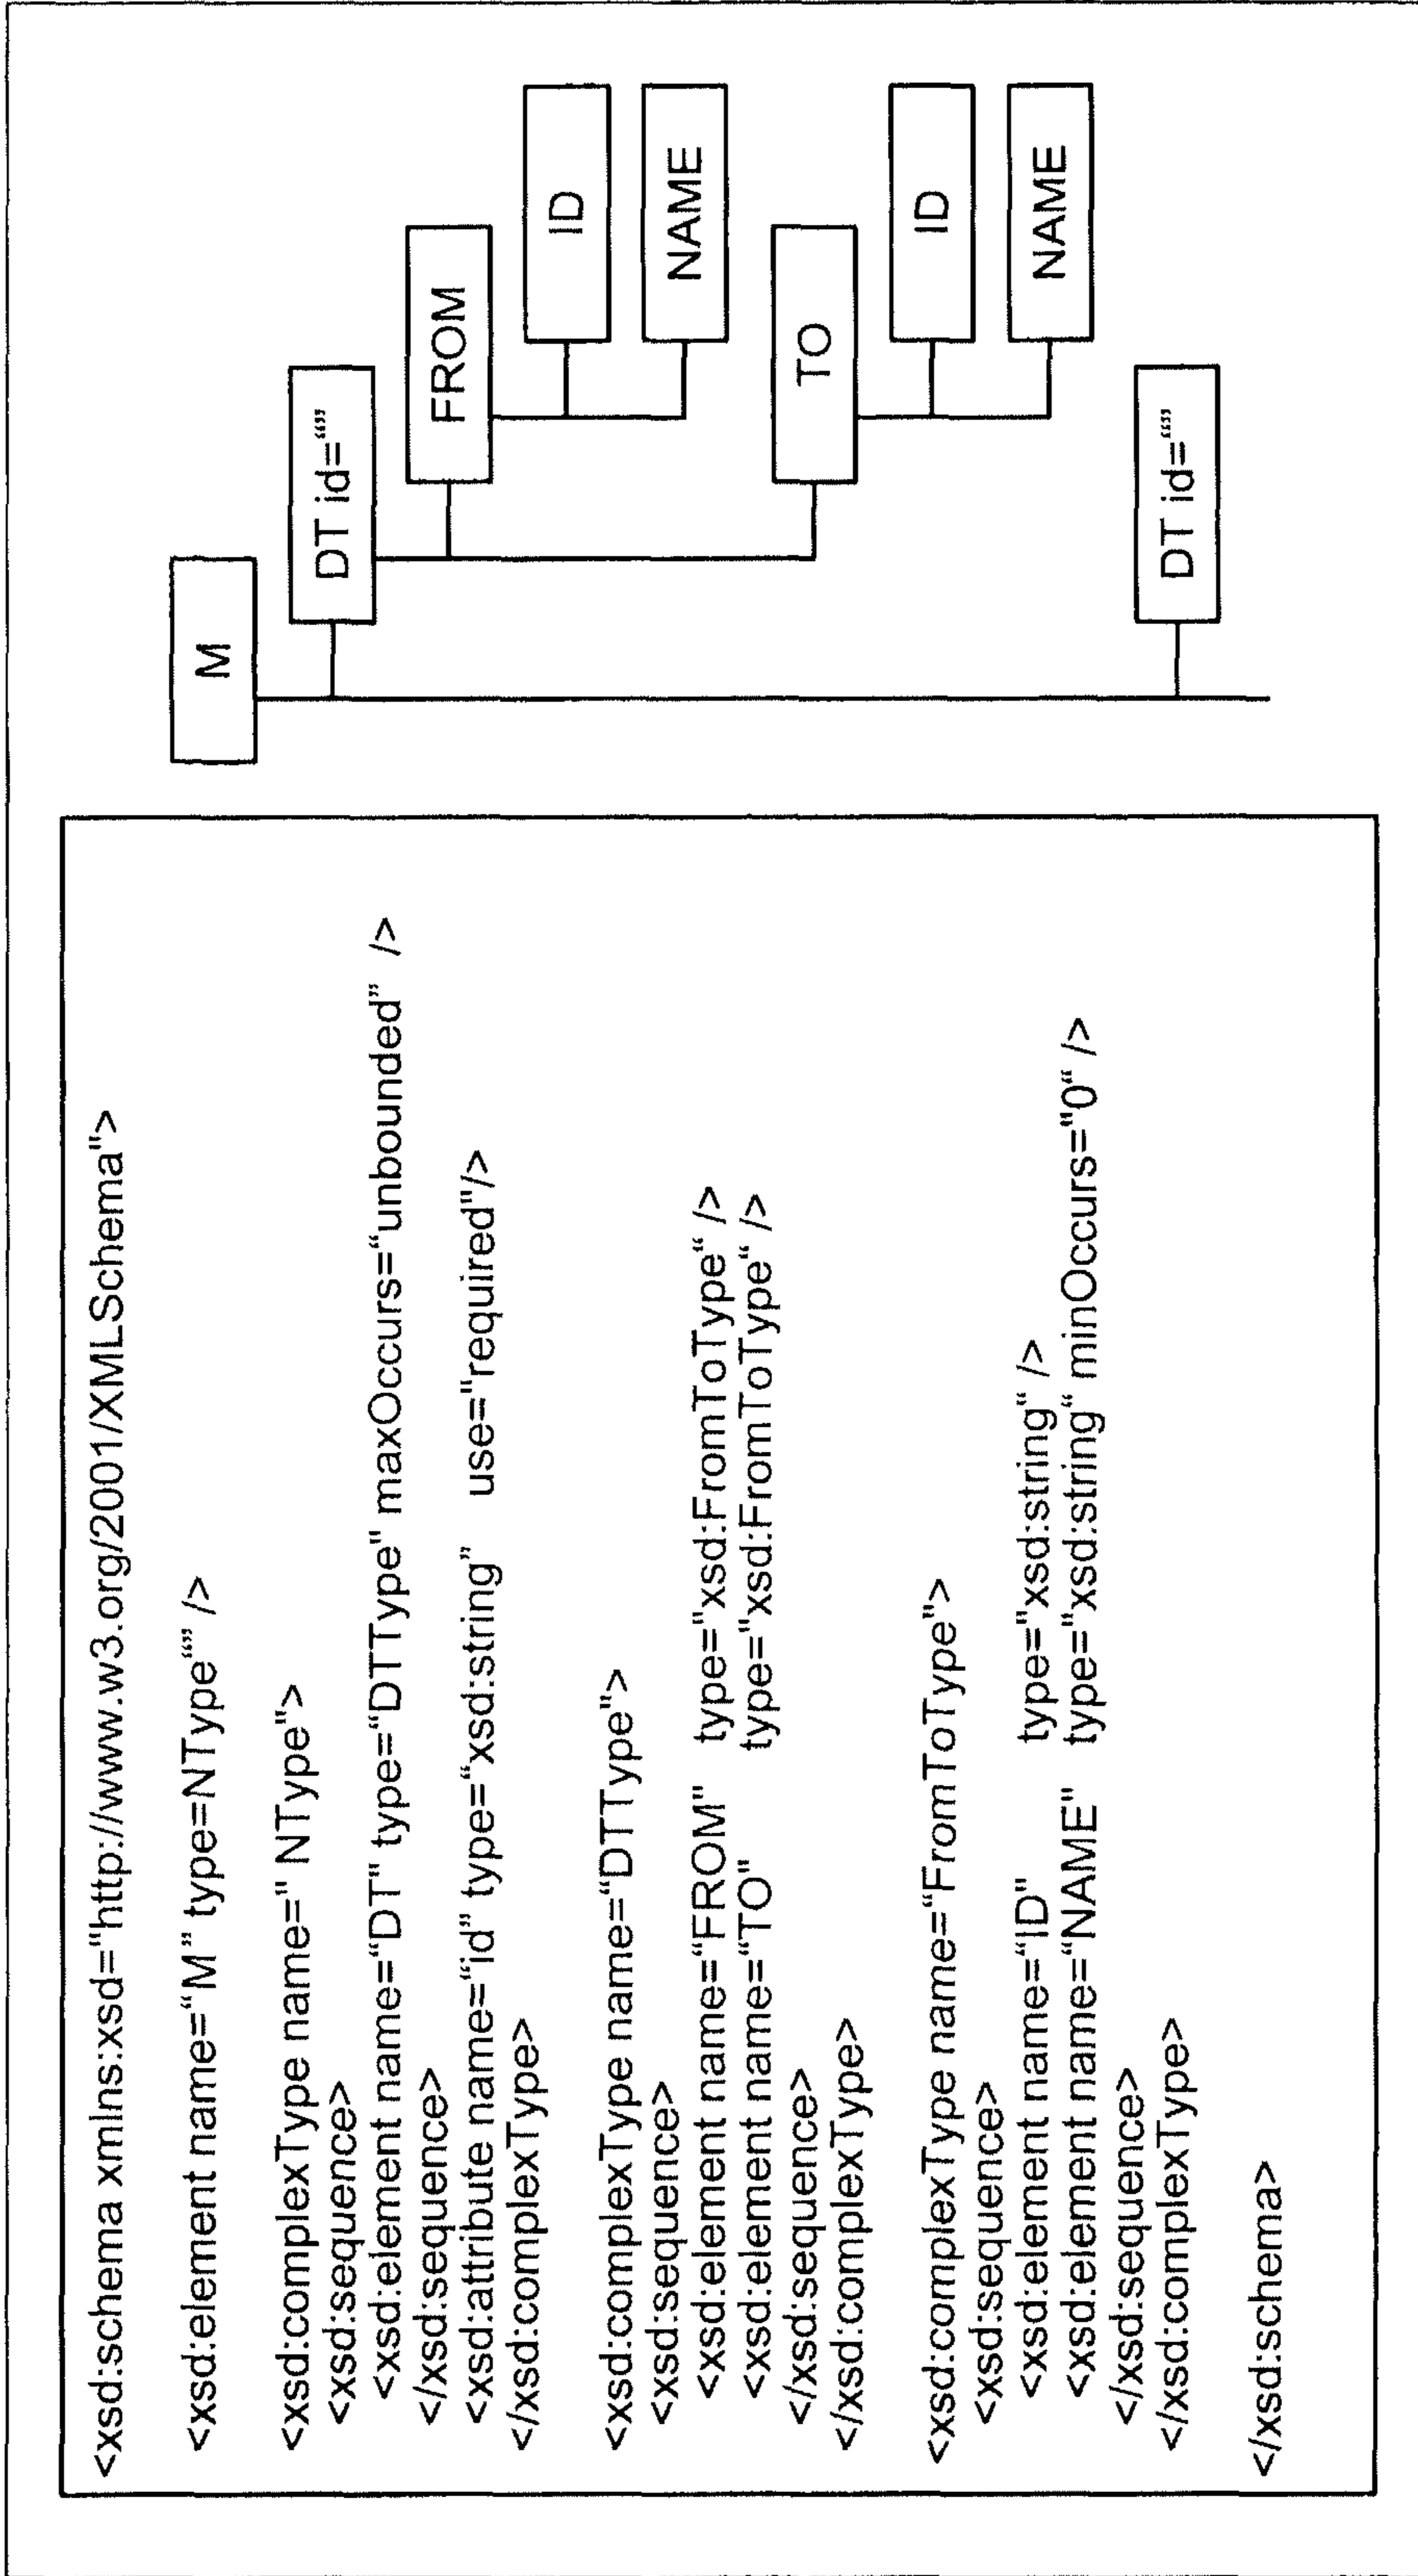 <xsd:schema xmlns:xsd="http://www.w3.org/2001/XMLSchema">
<xsd:element name=“M” type=NType“” />
<xsd:complexType name=" NType">
<xsd:sequence>
<xsd:element name=“DT" type=“DTType" maxOccurs=“unbounded” />
</xsd:sequence>
<xsd:attribute name=“id” type=“xsd:string” use="required"/>
</xsd:complexType>
<xsd:complexType name=“DTType">
<xsd:sequence>
<xsd:element name=“FROM" type="xsd:FromToType“ />
<xsd:element name=“TO" type="xsd:FromToType“ />
</xsd:sequence>
</xsd:complexType>
<xsd:complexType name=“FromToType">
<xsd:sequence>
<xsd:element name=“ID" type="xsd:string“ />
<xsd:element name=“NAME" type="xsd:string“ minOccurs="0“ />
</xsd:sequence>
</xsd:complexType>
</xsd:schema>
M
DT id=“”
FROM
ID
NAME
TO
ID
NAME
DT id=“”